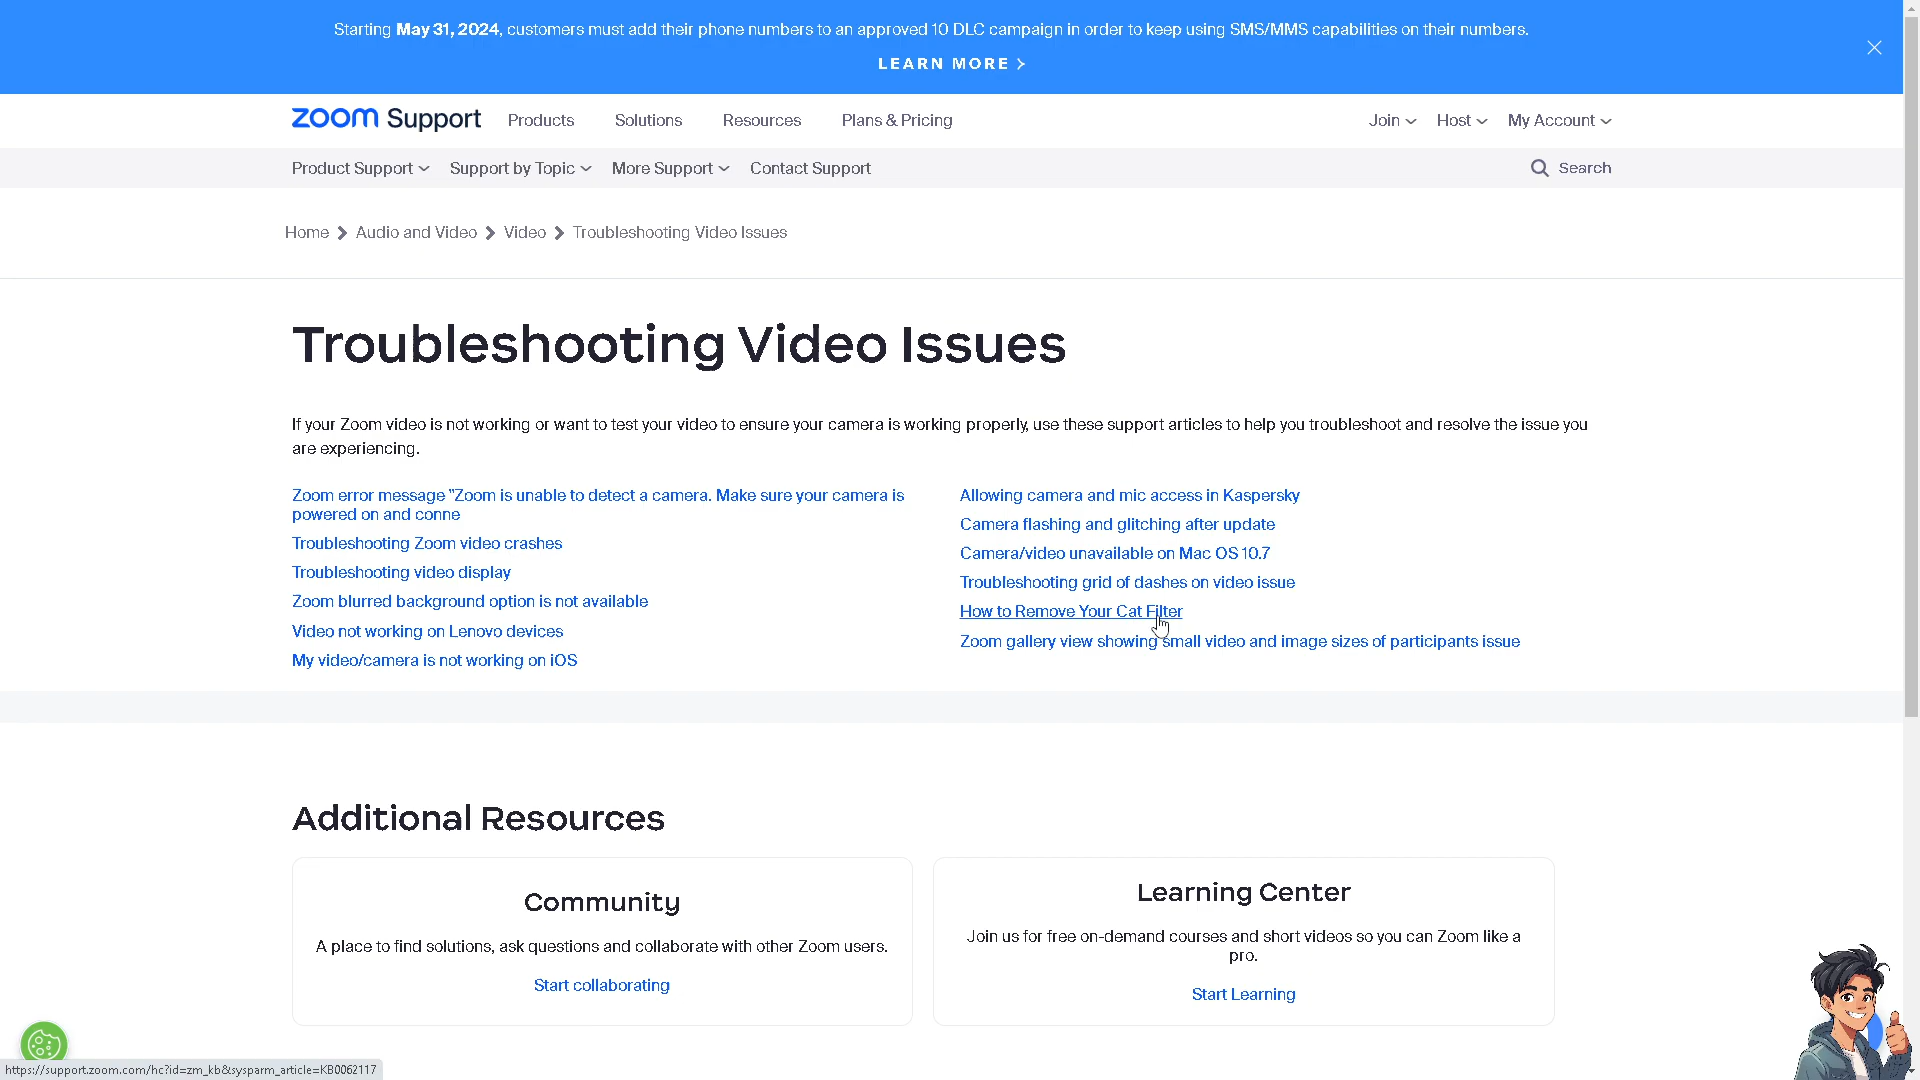 Starting May 31, 2024, customers must add their phone numbers to an approved 10 DLC campaign in order to keep using SMS/MMS capabilities on their numbers.
LEARN MORE
zoom Support
Products
Solutions
Resources
Plans & Pricing
Join
Host
My Account
Product Support
Support by Topic
More Support
Contact Support
Search
Home
Audio and Video
Video
Troubleshooting Video Issues
Troubleshooting Video Issues
If your Zoom video is not working or want to test your video to ensure your camera is working properly, use these support articles to help you troubleshoot and resolve the issue you
are experiencing.
Zoom error message "Zoom is unable to detect a camera. Make sure your camera is
powered on and conne
Troubleshooting Zoom video crashes
Troubleshooting video display
Zoom blurred background option is not available
Video not working on Lenovo devices
My video/camera is not working on iOS
Allowing camera and mic access in Kaspersky
Camera flashing and glitching after update
Camera/video unavailable on Mac OS 10.7
Troubleshooting grid of dashes on video issue
How to Remove Your Cat Filter
Zoom gallery view showing small video and image sizes of participants issue
Additional Resources
Community
A place to find solutions, ask questions and collaborate with other Zoom users.
Start collaborating
Learning Center
Join us for free on-demand courses and short videos so you can Zoom like a
pro.
Start Learning
https://support.zoom.com/hc?id=zm_kb&sysparm_article=KB0062117